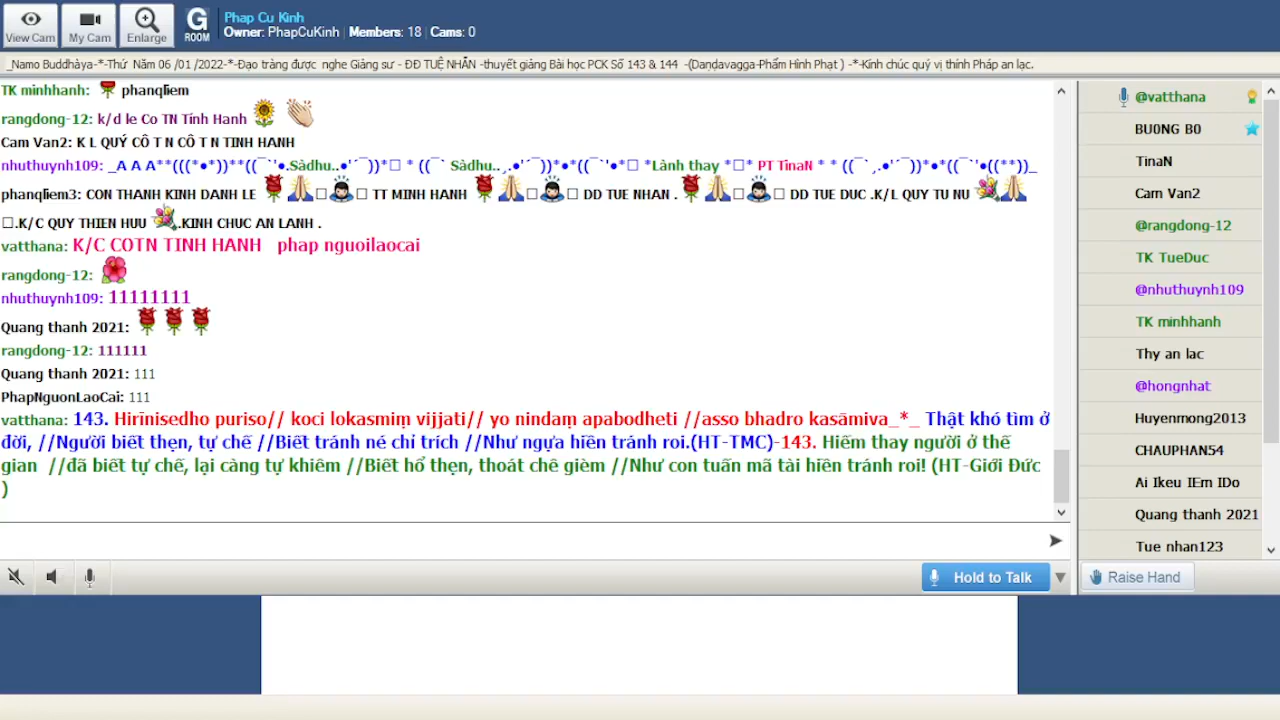 View Cam
My Cam
Enlarge
G
ROOM
Phap Cu Kinh
Owner: PhapCuKinh | Members: 18 | Cams: 0
_Namo Buddhàya-*-Thứ Năm 06 /01 /2022-*-Đạo tràng được nghe Giảng sư - ĐĐ TUỆ NHẪN -thuyết giảng Bài học PCK Số 143 & 144 -(Daṇḍavagga-Phẩm Hình Phạt ) -*-Kính chúc quý vị thính Pháp an lạc.
TK minhhanh: phanqliem
rangdong-12: k/d le Co TN Tinh Hanh
Cam Van2: K L QUÝ CÔ T N CÔ T N TINH HANH
nhuthuynh109: _A A A**(((*•*))**((¯`'•.Sàdhu..•'´¯))*□ * ((¯` Sàdhu..¸.•'´¯))*•*((¯`'•*□ *Lành thay *□* PT TinaN * * ((¯`¸.•'´¯))*•*((¯`'•((**))_
phanqliem3: CON THANH KINH DANH LE □ □ TT MINH HANH □ □ DD TUE NHAN . □ □ DD TUE DUC .K/L QUY TU NU
□.K/C QUY THIEN HUU .KINH CHUC AN LANH .
vatthana: K/C COTN TINH HANH phap nguoilaocai
rangdong-12:
nhuthuynh109: 11111111
Quang thanh 2021:
rangdong-12: 111111
Quang thanh 2021: 111
PhapNguonLaoCai: 111
vatthana: 143. Hirīnisedho puriso// koci lokasmiṃ vijjati// yo nindaṃ apabodheti //asso bhadro kasāmiva_*_ Thật khó tìm ở
đời, //Người biết thẹn, tự chế //Biết tránh né chỉ trích //Như ngựa hiền tránh roi.(HT-TMC)-143. Hiếm thay người ở thế
gian //đã biết tự chế, lại càng tự khiêm //Biết hổ thẹn, thoát chê gièm //Như con tuấn mã tài hiền tránh roi! (HT-Giới Đức
)
@vatthana
BU0NG B0
TinaN
Cam Van2
@rangdong-12
TK TueDuc
@nhuthuynh109
TK minhhanh
Thy an lac
@hongnhat
Huyenmong2013
CHAUPHAN54
Ai Ikeu IEm IDo
Quang thanh 2021
Tue nhan123
Hold to Talk
Raise Hand